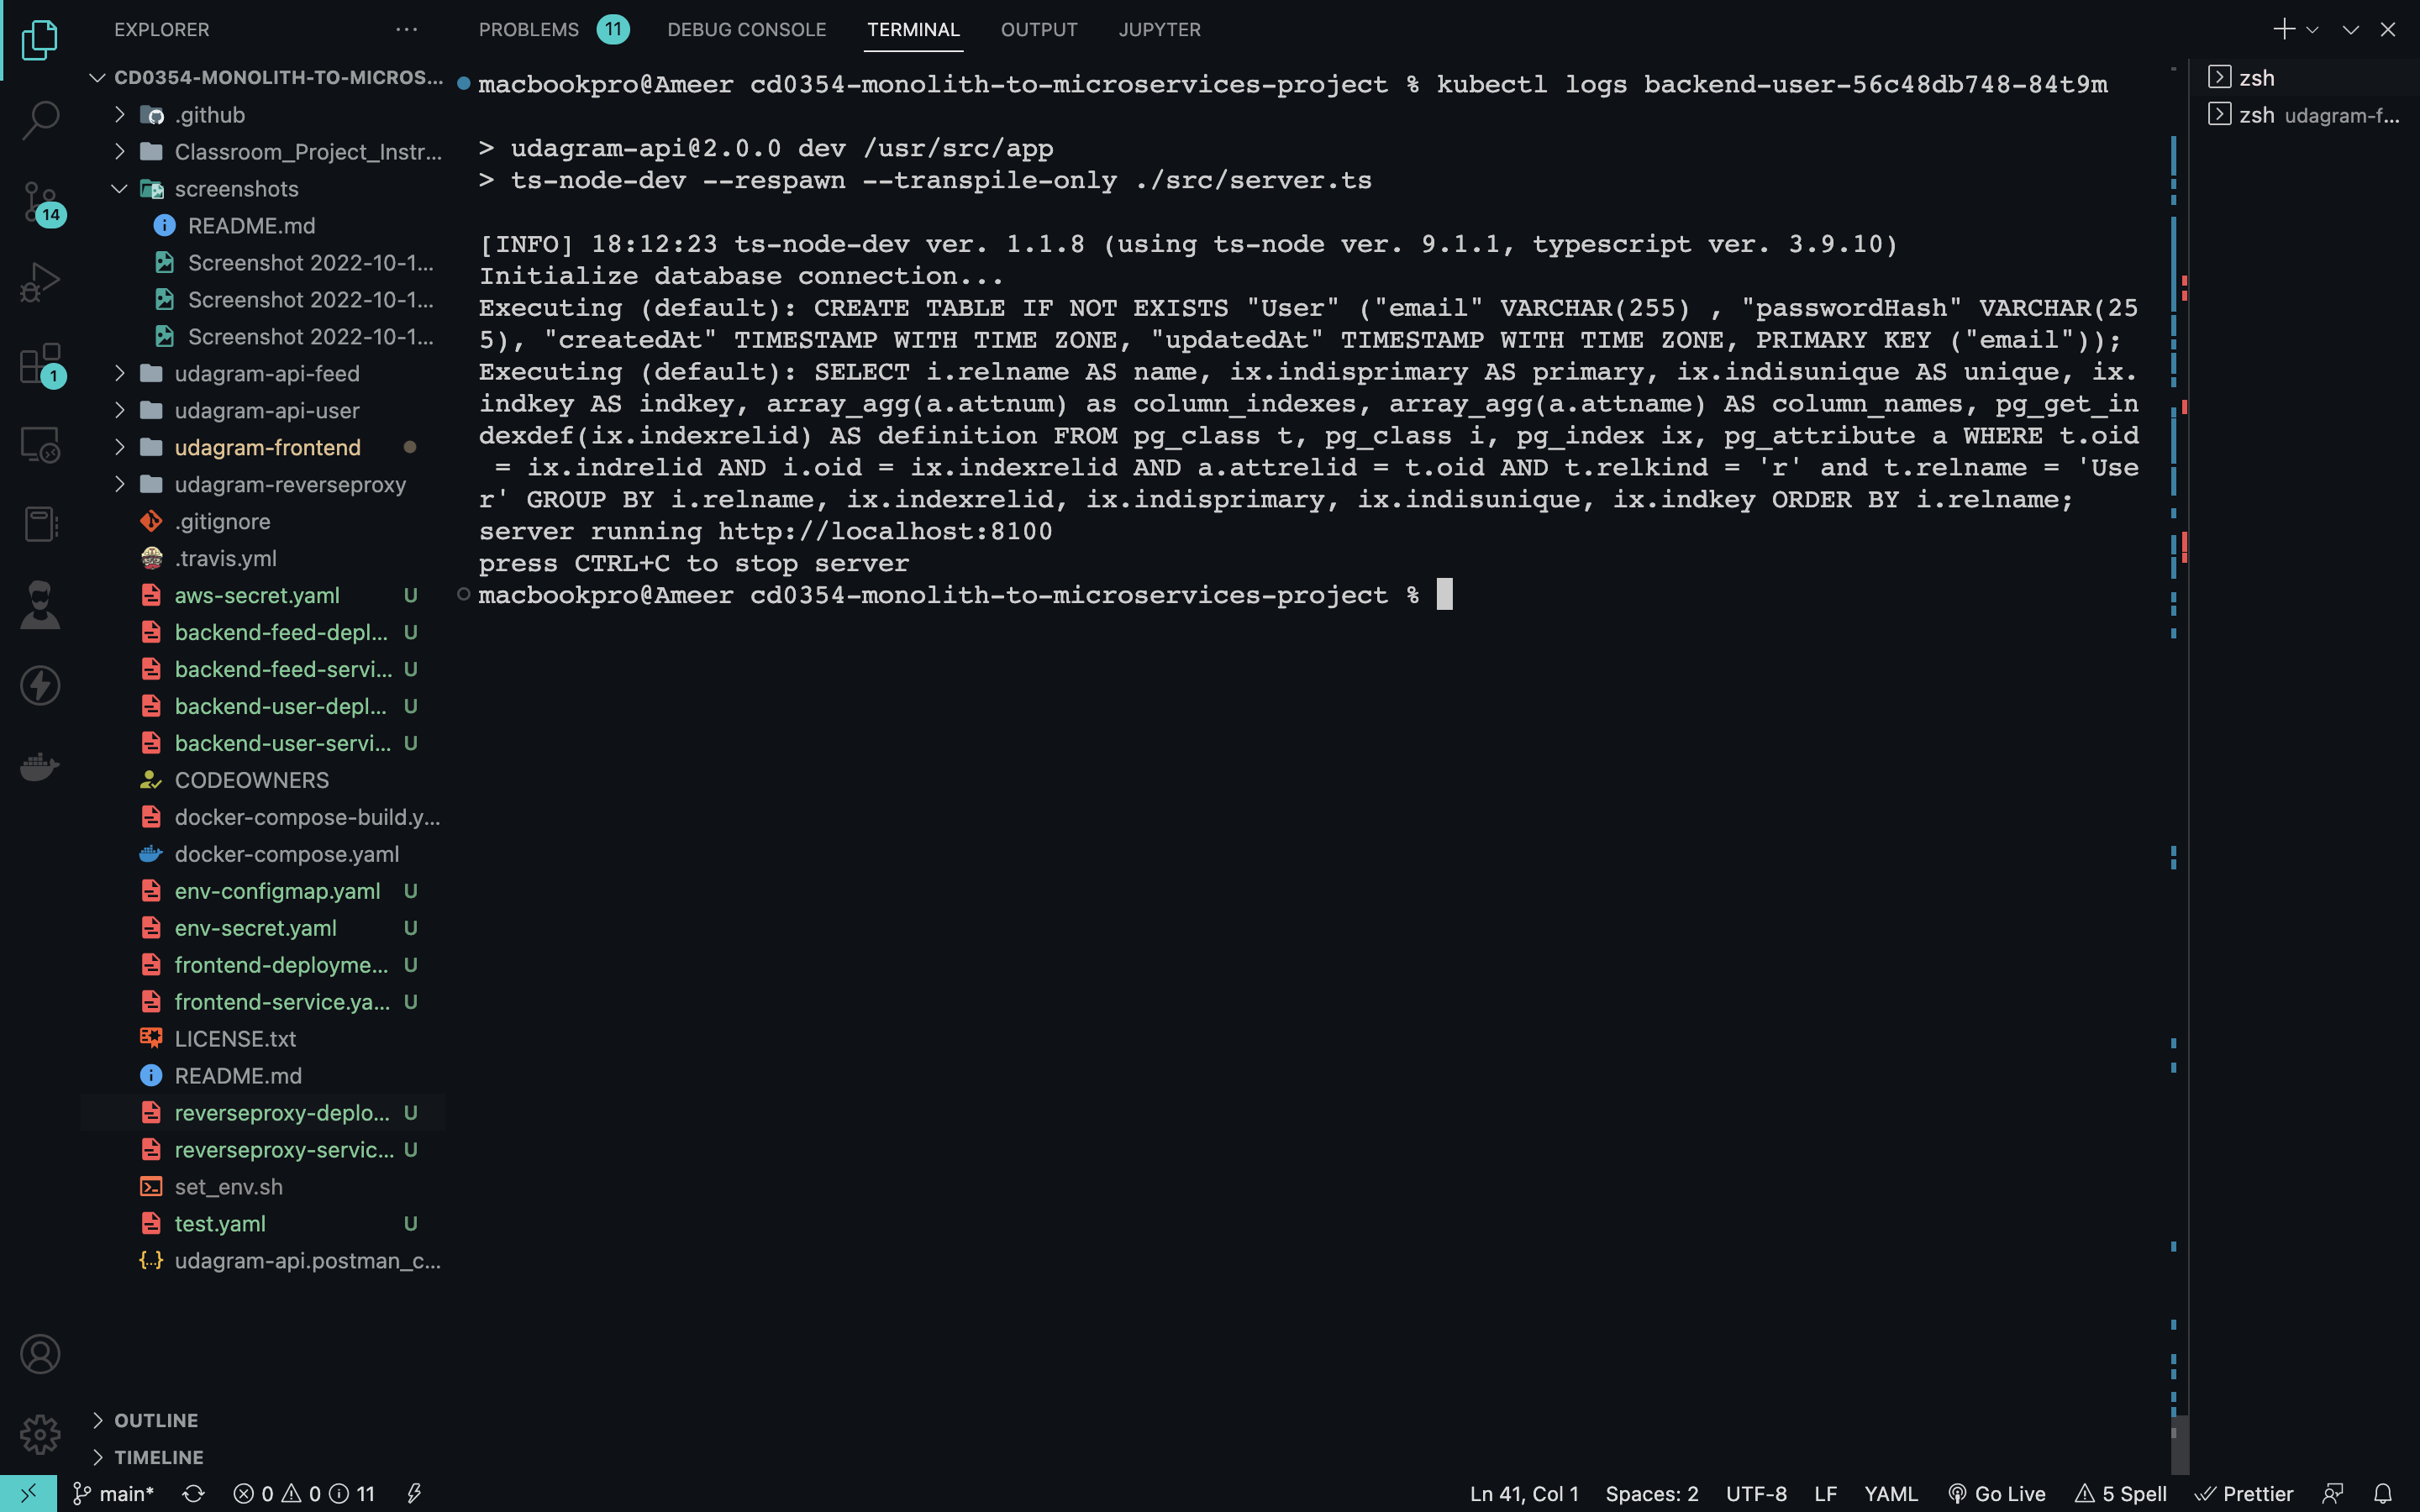 EXPLORER
CD0354-MONOLITH-TO-MICROS...
.github
Classroom_Project_Instr...
screenshots
README.md
Screenshot 2022-10-1...
Screenshot 2022-10-1...
Screenshot 2022-10-1...
udagram-api-feed
udagram-api-user
udagram-frontend
udagram-reverseproxy
.gitignore
.travis.yml
aws-secret.yaml U
backend-feed-depl... U
backend-feed-servi... U
backend-user-depl... U
backend-user-servi... U
CODEOWNERS
docker-compose-build.y...
docker-compose.yaml
env-configmap.yaml U
env-secret.yaml U
frontend-deployme... U
frontend-service.ya... U
LICENSE.txt
README.md
reverseproxy-deplo... U
reverseproxy-servic... U
set_env.sh
test.yaml U
udagram-api.postman_c...
OUTLINE
TIMELINE
14
1
PROBLEMS 11 DEBUG CONSOLE TERMINAL OUTPUT JUPYTER
macbookpro@Ameer cd0354-monolith-to-microservices-project % kubectl logs backend-user-56c48db748-84t9m
> udagram-api@2.0.0 dev /usr/src/app
> ts-node-dev --respawn --transpile-only ./src/server.ts
[INFO] 18:12:23 ts-node-dev ver. 1.1.8 (using ts-node ver. 9.1.1, typescript ver. 3.9.10)
Initialize database connection...
Executing (default): CREATE TABLE IF NOT EXISTS "User" ("email" VARCHAR(255) , "passwordHash" VARCHAR(25
5), "createdAt" TIMESTAMP WITH TIME ZONE, "updatedAt" TIMESTAMP WITH TIME ZONE, PRIMARY KEY ("email"));
Executing (default): SELECT i.relname AS name, ix.indisprimary AS primary, ix.indisunique AS unique, ix.
indkey AS indkey, array_agg(a.attnum) as column_indexes, array_agg(a.attname) AS column_names, pg_get_in
dexdef(ix.indexrelid) AS definition FROM pg_class t, pg_class i, pg_index ix, pg_attribute a WHERE t.oid
= ix.indrelid AND i.oid = ix.indexrelid AND a.attrelid = t.oid AND t.relkind = 'r' and t.relname = 'Use
r' GROUP BY i.relname, ix.indexrelid, ix.indisprimary, ix.indisunique, ix.indkey ORDER BY i.relname;
server running http://localhost:8100
press CTRL+C to stop server
macbookpro@Ameer cd0354-monolith-to-microservices-project %
zsh
zsh udagram-f...
main* 0 0 11 Ln 41, Col 1 Spaces: 2 UTF-8 LF YAML Go Live 5 Spell Prettier